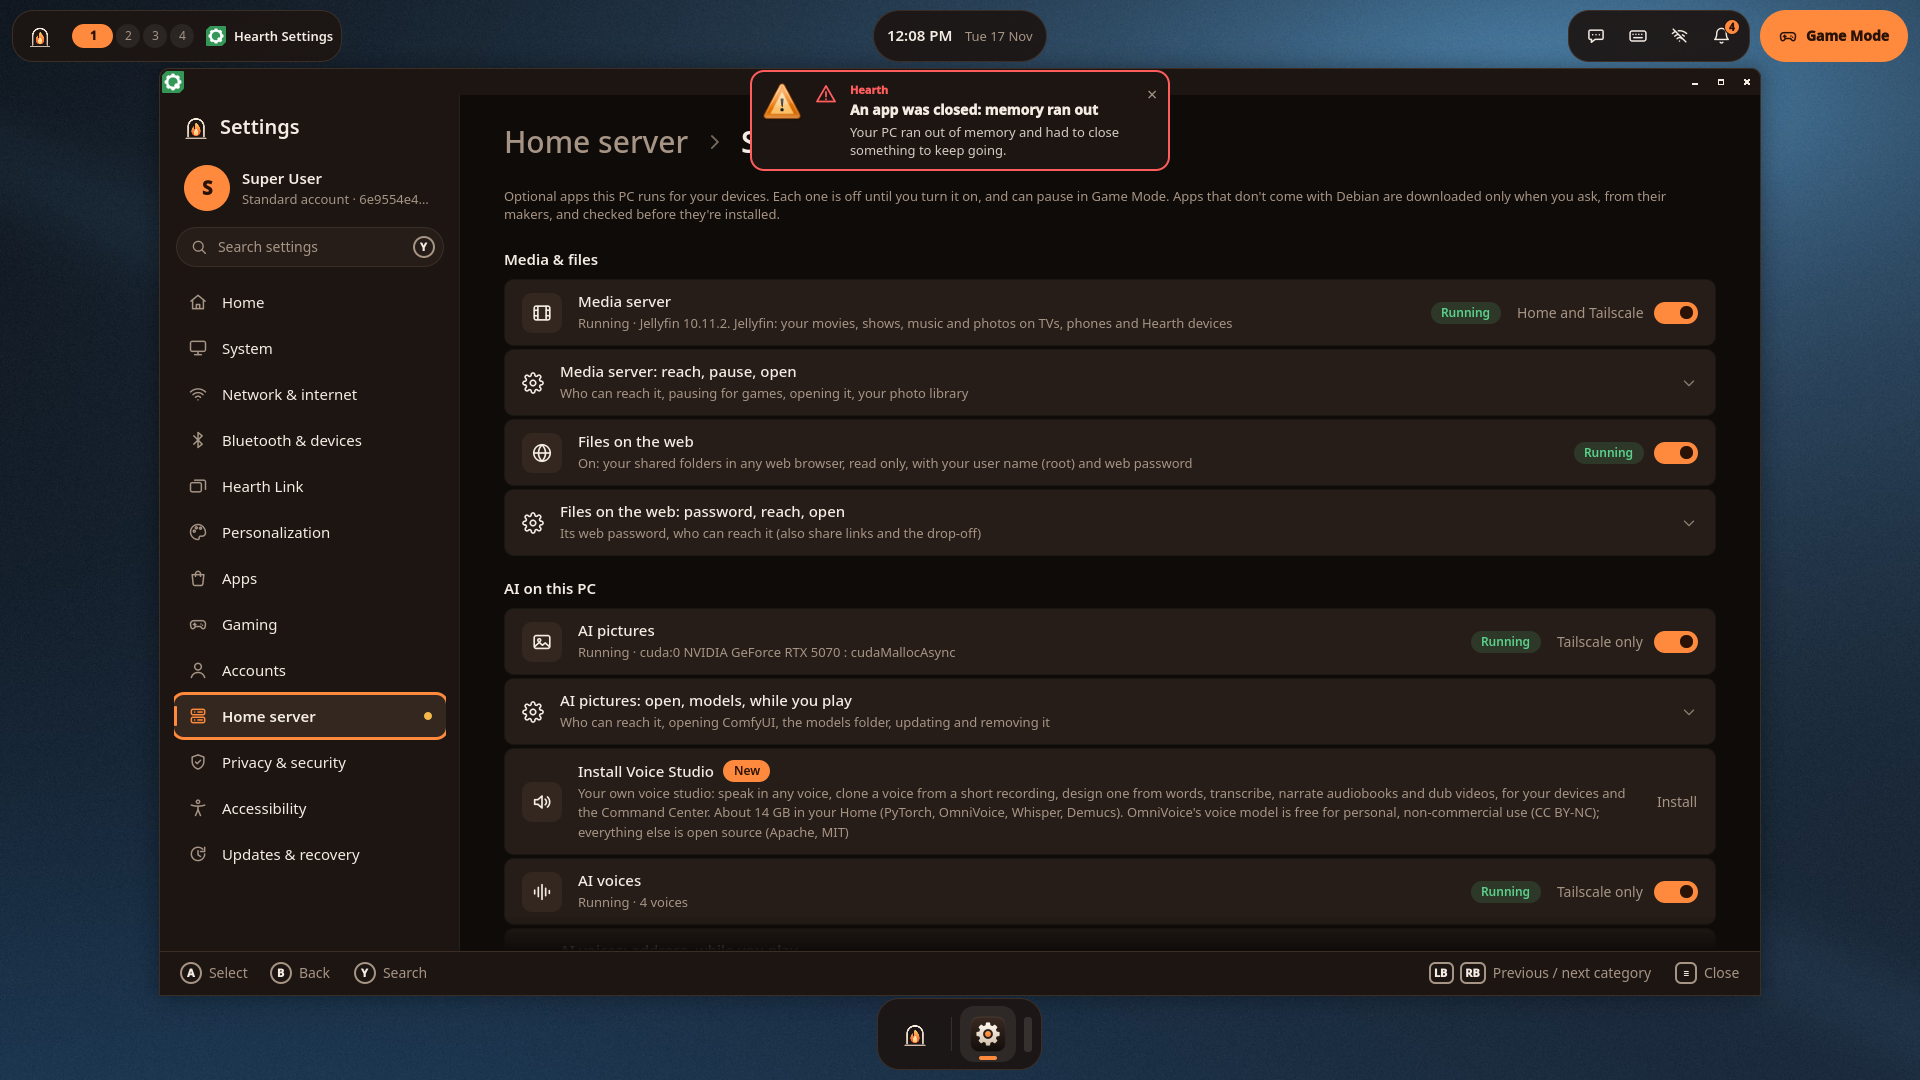 1 2 3 4 Hearth Settings
12:08 PM Tue 17 Nov
4
Game Mode
Settings
Super User
Standard account · 6e9554e4...
Search settings Y
Home
System
Network & internet
Bluetooth & devices
Hearth Link
Personalization
Apps
Gaming
Accounts
Home server
Privacy & security
Accessibility
Updates & recovery
Hearth
An app was closed: memory ran out
Your PC ran out of memory and had to close
something to keep going.
Home server
Optional apps this PC runs for your devices. Each one is off until you turn it on, and can pause in Game Mode. Apps that don't come with Debian are downloaded only when you ask, from their
makers, and checked before they're installed.
Media & files
Media server
Running · Jellyfin 10.11.2. Jellyfin: your movies, shows, music and photos on TVs, phones and Hearth devices
Running Home and Tailscale
Media server: reach, pause, open
Who can reach it, pausing for games, opening it, your photo library
Files on the web
On: your shared folders in any web browser, read only, with your user name (root) and web password
Running
Files on the web: password, reach, open
Its web password, who can reach it (also share links and the drop-off)
AI on this PC
AI pictures
Running · cuda:0 NVIDIA GeForce RTX 5070 : cudaMallocAsync
Running Tailscale only
AI pictures: open, models, while you play
Who can reach it, opening ComfyUI, the models folder, updating and removing it
Install Voice Studio New
Your own voice studio: speak in any voice, clone a voice from a short recording, design one from words, transcribe, narrate audiobooks and dub videos, for your devices and
the Command Center. About 14 GB in your Home (PyTorch, OmniVoice, Whisper, Demucs). OmniVoice's voice model is free for personal, non-commercial use (CC BY-NC);
everything else is open source (Apache, MIT)
Install
AI voices
Running · 4 voices
Running Tailscale only
A Select B Back Y Search
LB RB Previous / next category Close